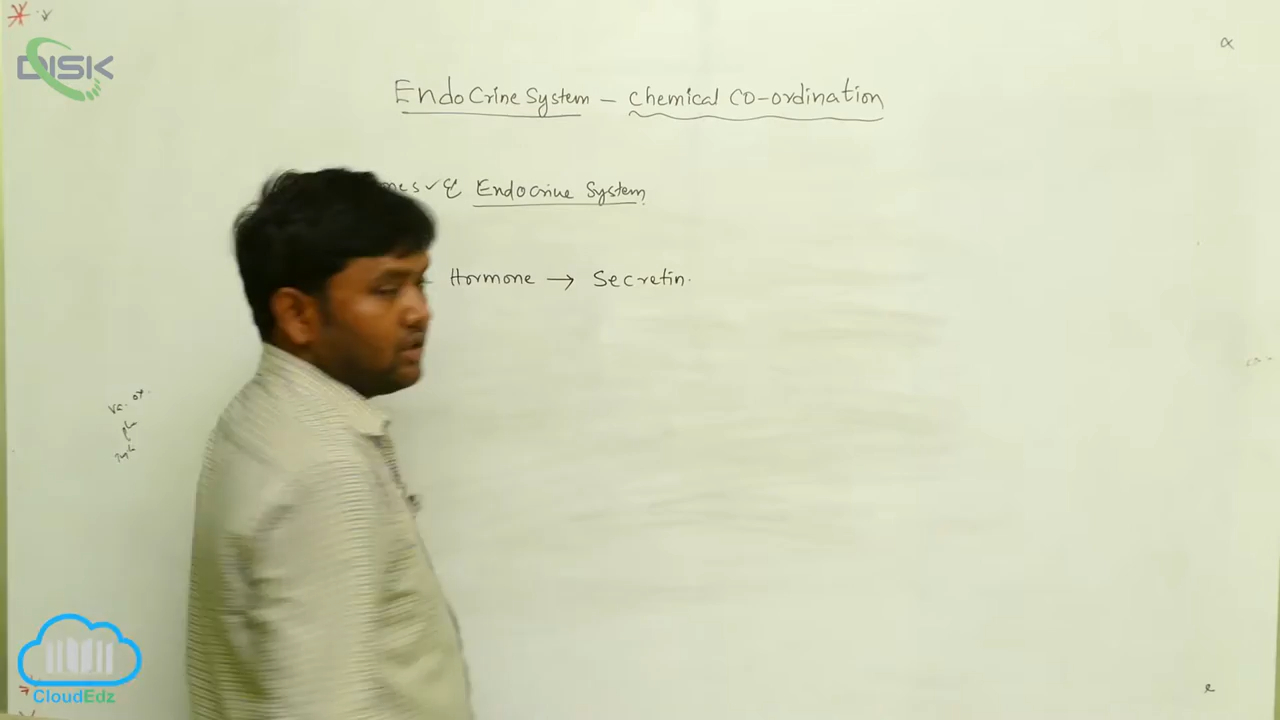 DISK
EndoCrine System – Chemical CO-ordination
& Endocrine System
Hormone → Secretin.
CloudEdz